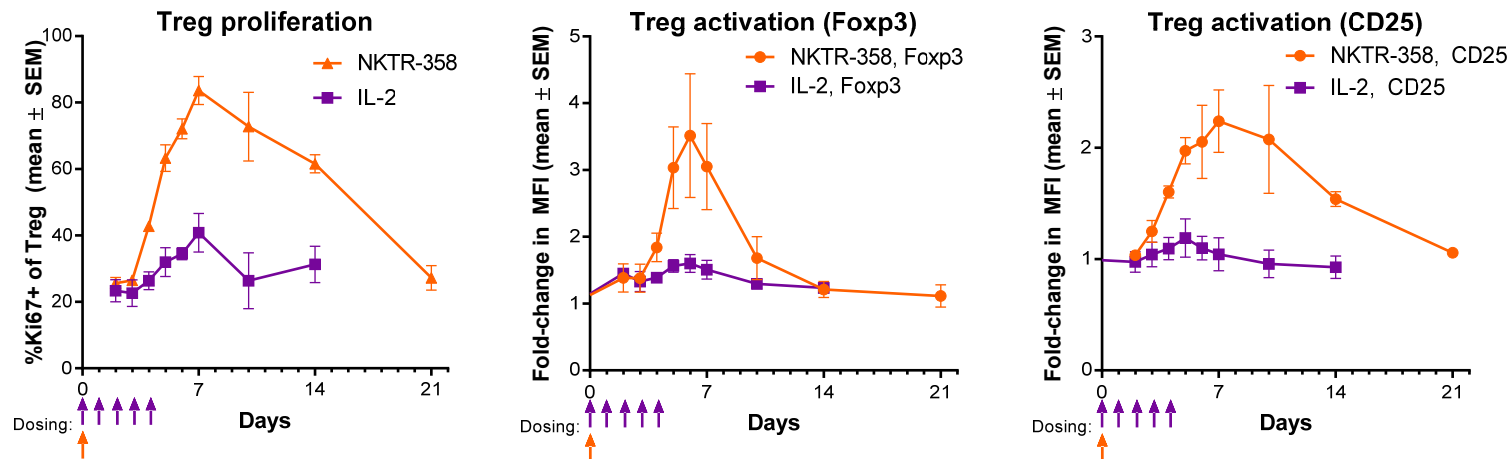 Treg proliferation
%Ki67+ of Treg (mean ± SEM)
100
80
60
40
20
0
NKTR-358
IL-2
0 7 14 21
Dosing:
Days
Treg activation (Foxp3)
Fold-change in MFI (mean ± SEM)
5
4
3
2
1
0
NKTR-358, Foxp3
IL-2, Foxp3
0 7 14 21
Dosing:
Days
Treg activation (CD25)
Fold-change in MFI (mean ± SEM)
3
2
1
0
NKTR-358, CD25
IL-2, CD25
0 7 14 21
Dosing:
Days